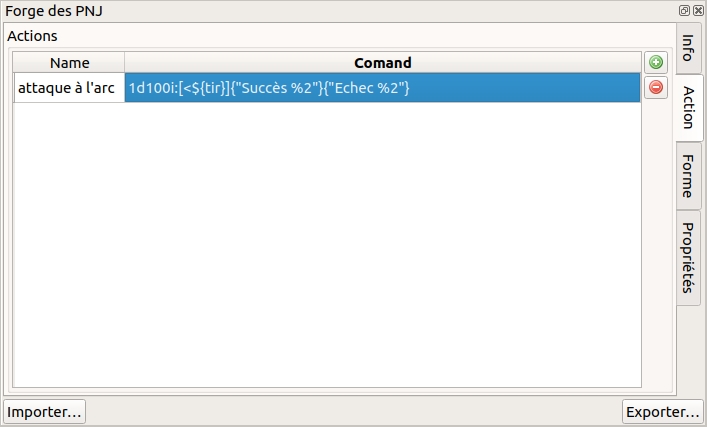 Forge des PNJ
Actions
Name Comand
attaque à l'arc 1d100i:[<${tir}]{"Succès %2"}{"Echec %2"}
Info
Action
Forme
Propriétés
Importer...
Exporter...